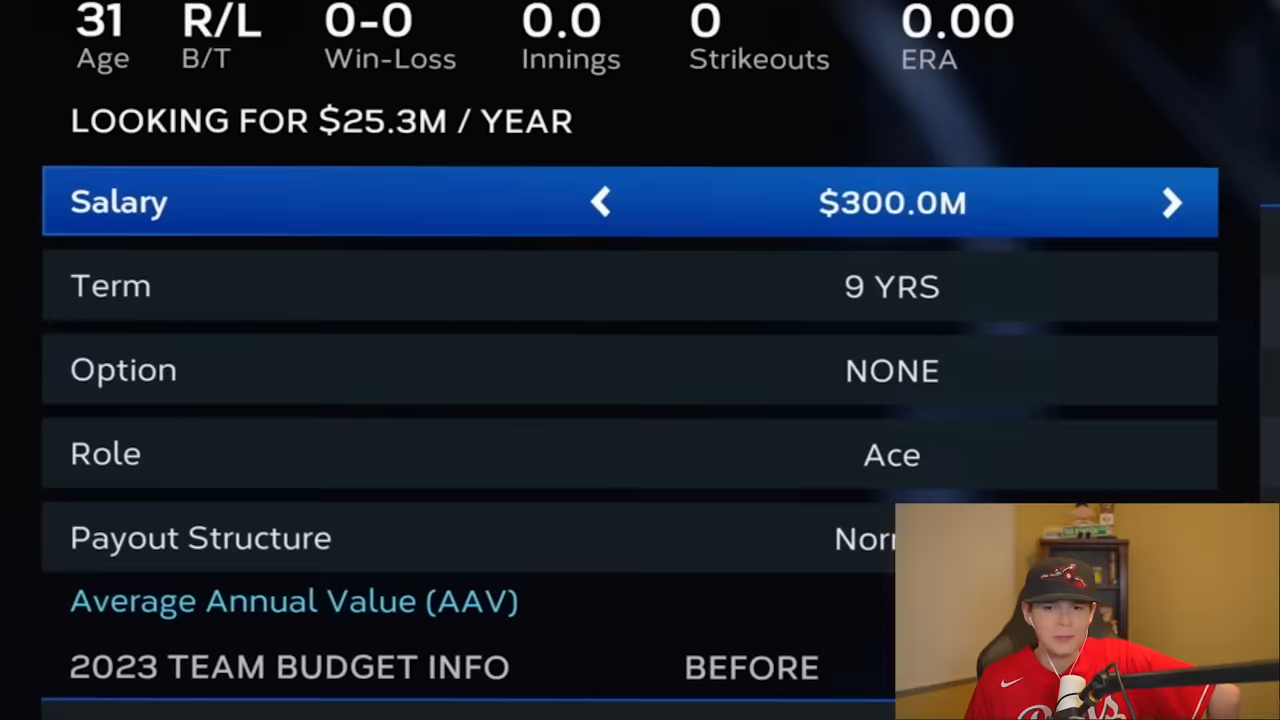 31 R/L 0-0 0.0 0 0.00
Age B/T Win-Loss Innings Strikeouts ERA
LOOKING FOR $25.3M / YEAR
Salary $300.0M
Term 9 YRS
Option NONE
Role Ace
Payout Structure
Average Annual Value (AAV)
2023 TEAM BUDGET INFO BEFORE